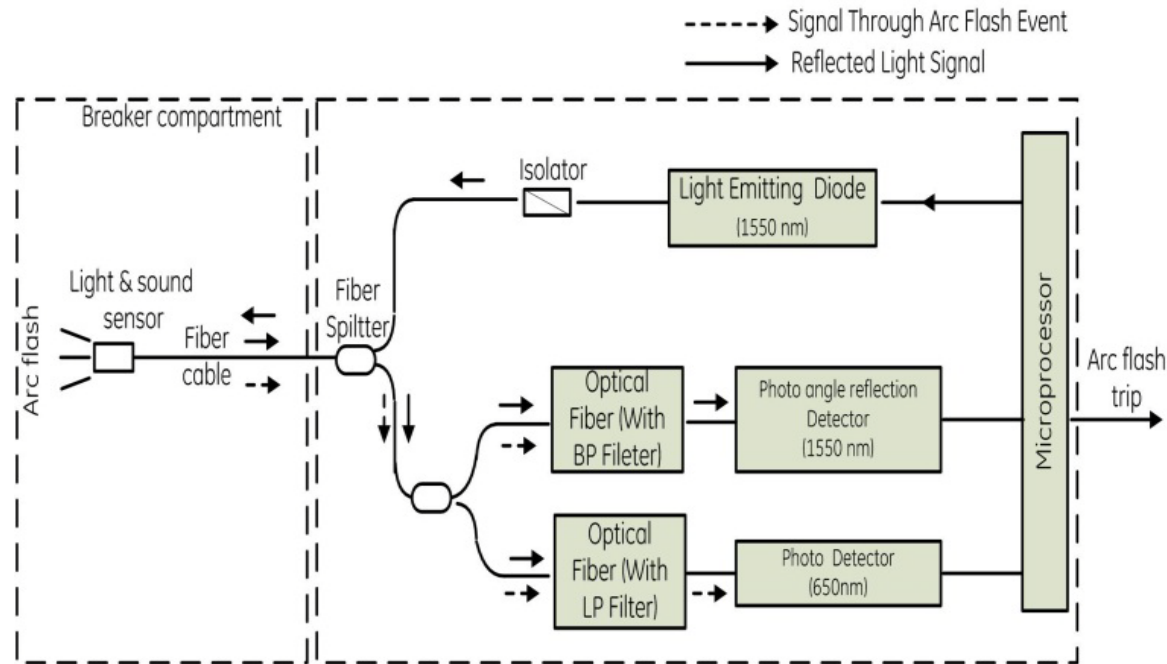 Signal Through Arc Flash Event
Reflected Light Signal
Breaker compartment
Isolator
Light Emitting Diode
(1550 nm)
Light & sound
sensor
Fiber
cable
Arc flash
Fiber
Spiltter
Optical
Fiber (With
BP Fileter)
Photo angle reflection
Detector
(1550 nm)
Optical
Fiber (With
LP Filter)
Photo Detector
(650nm)
Microprocessor
Arc flash
trip